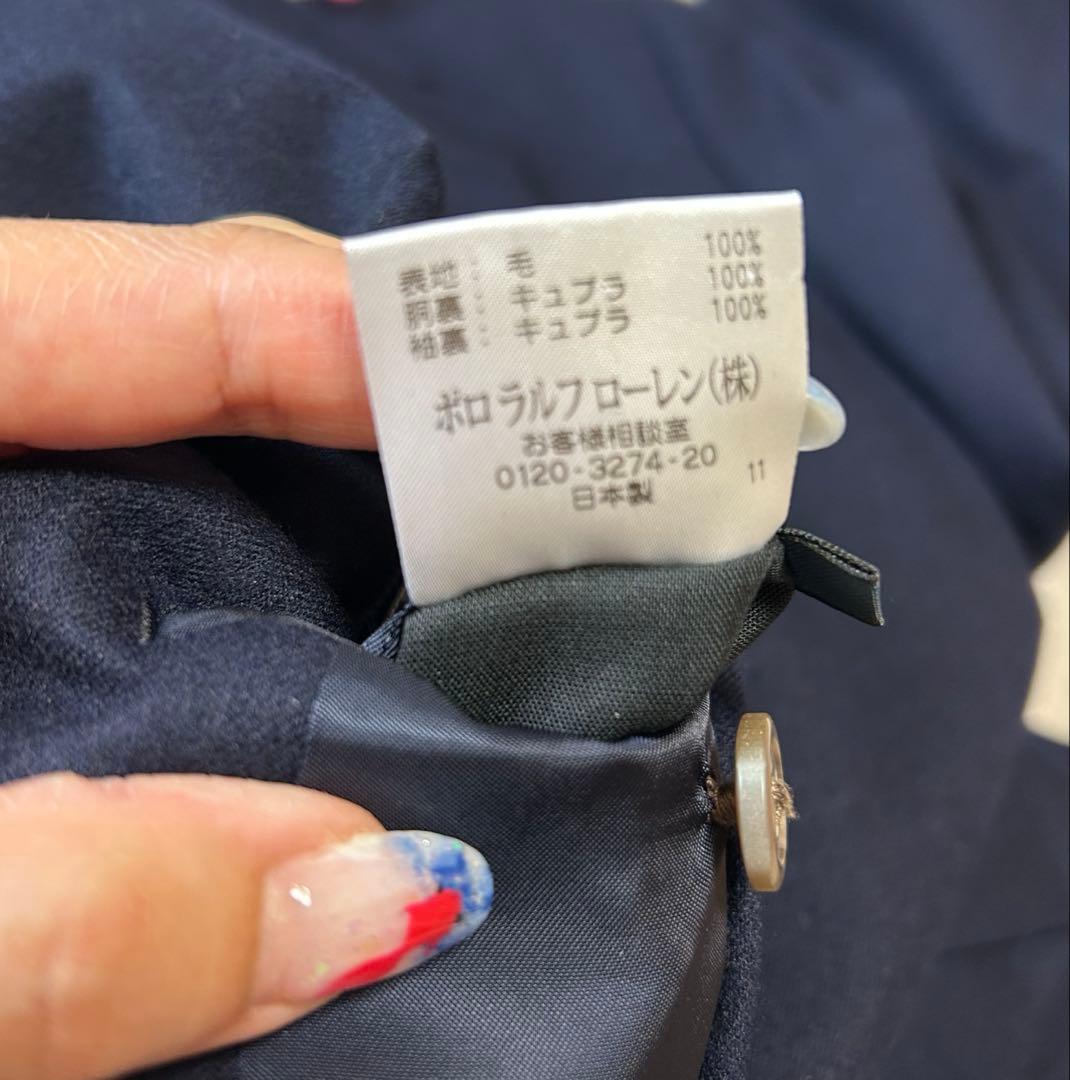 表地: 毛 100%
胴裏: キュプラ 100%
袖裏: キュプラ 100%
ポロ ラルフ ローレン(株)
お客様相談室
0120-3274-20 11
日本製